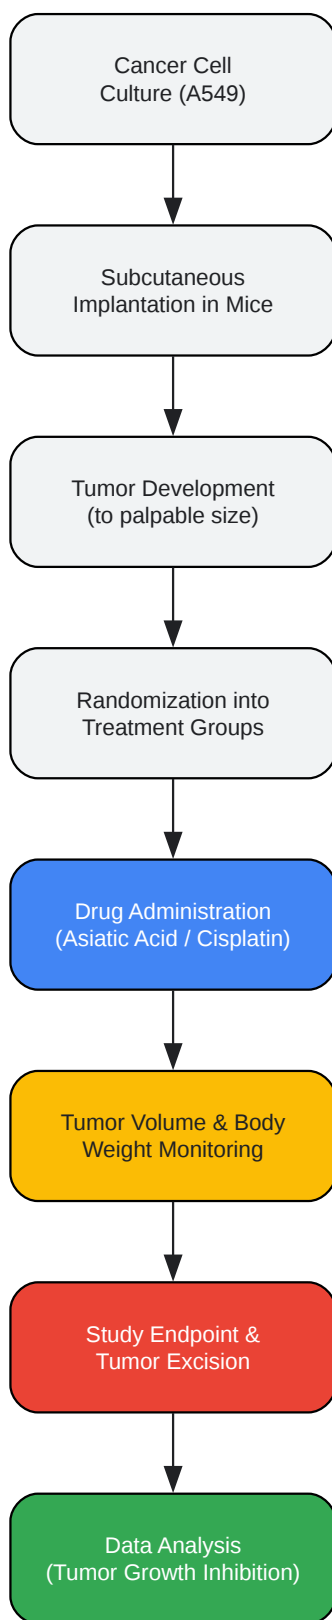 Cancer Cell
Culture (A549)
Subcutaneous
Implantation in Mice
Tumor Development
(to palpable size)
Randomization into
Treatment Groups
Drug Administration
(Asiatic Acid / Cisplatin)
Tumor Volume & Body
Weight Monitoring
Study Endpoint &
Tumor Excision
Data Analysis
(Tumor Growth Inhibition)